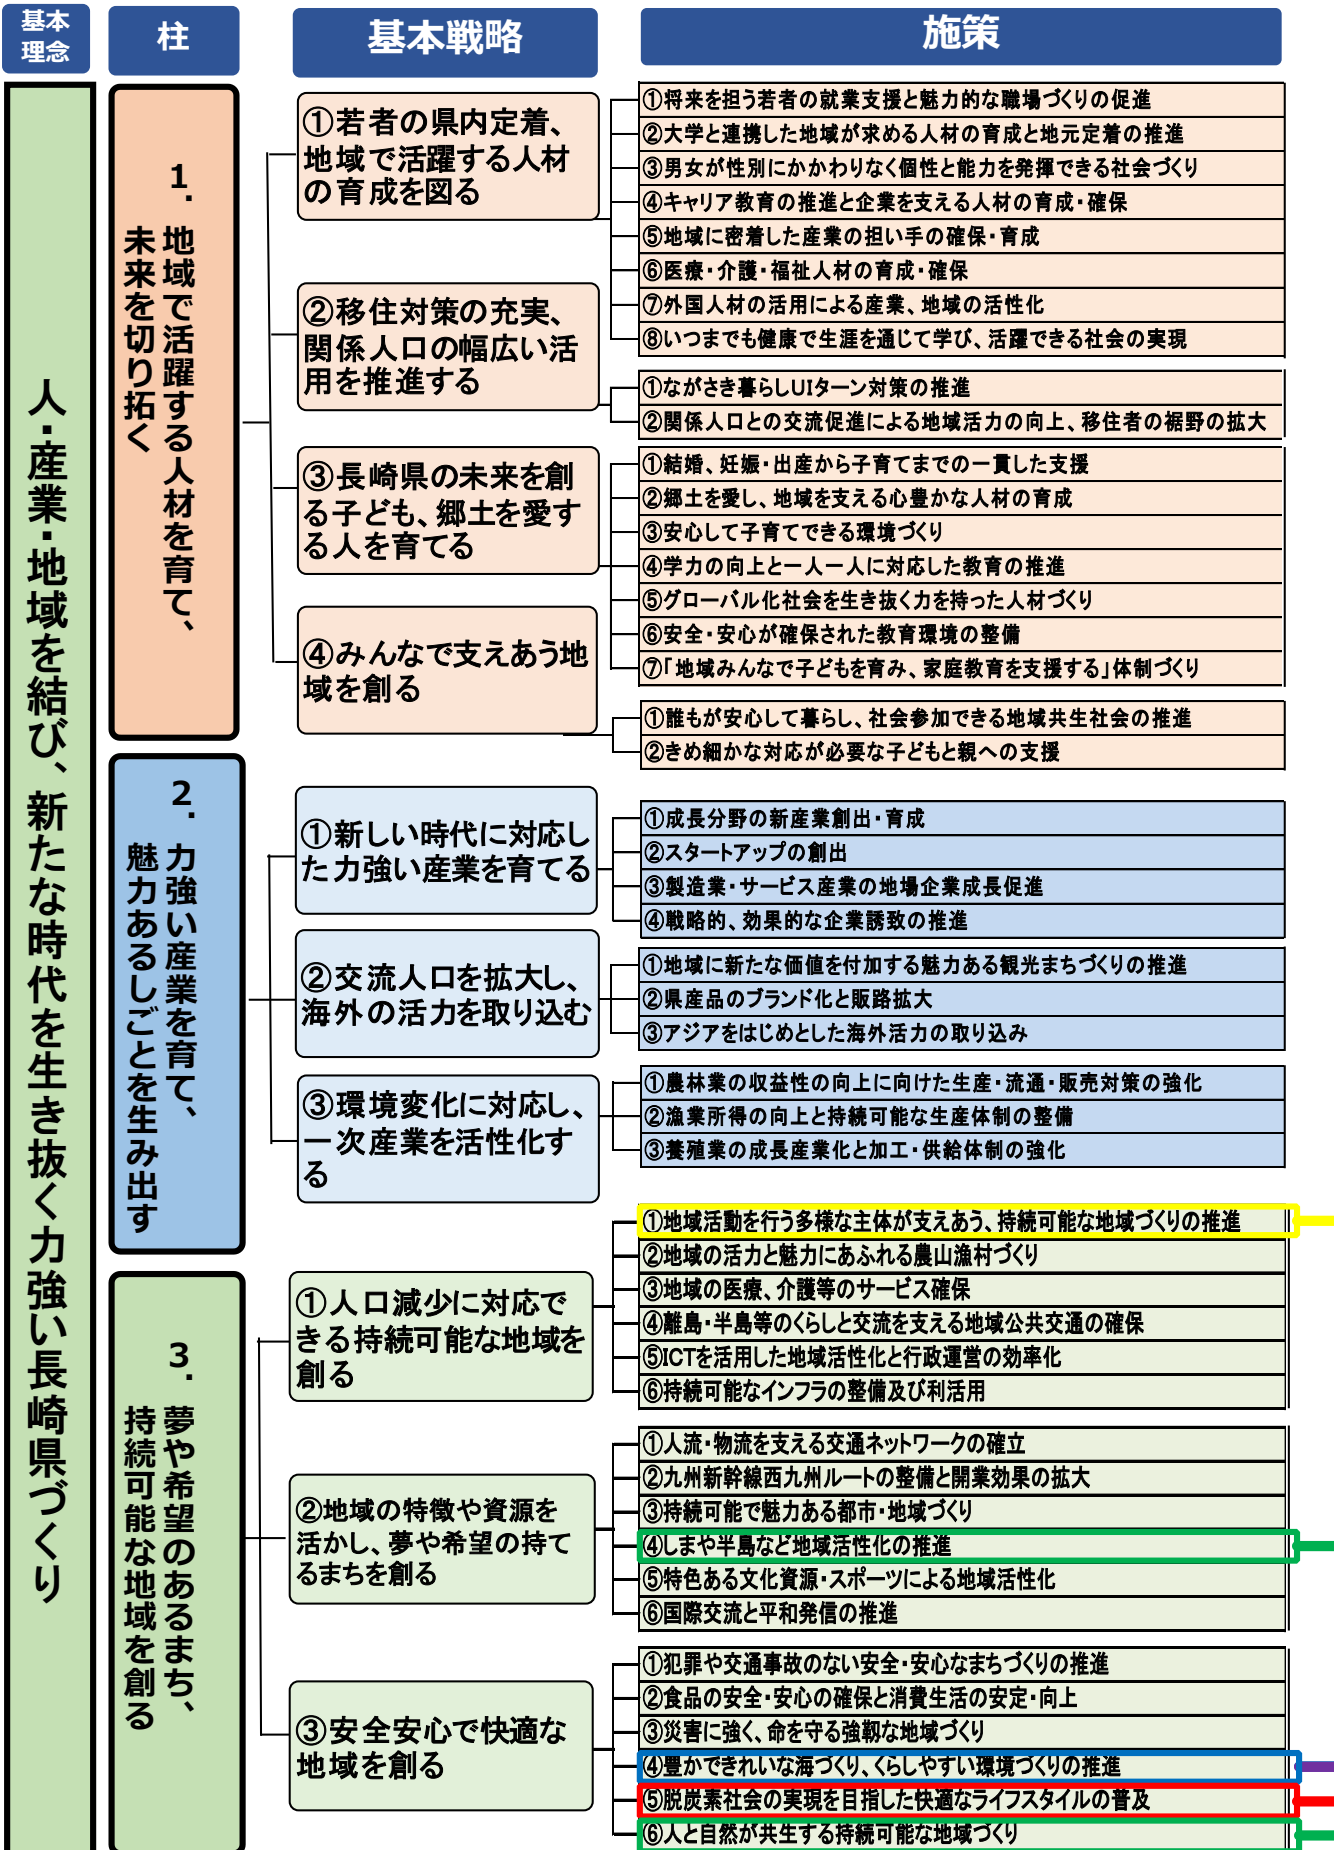 基本
理念
柱
基本戦略
施策
人・産業・地域を結び、新たな時代を生き抜く力強い長崎県づくり
1．地域で活躍する人材を育て、
未来を切り拓く
①若者の県内定着、
地域で活躍する人材
の育成を図る
①将来を担う若者の就業支援と魅力的な職場づくりの促進
②大学と連携した地域が求める人材の育成と地元定着の推進
③男女が性別にかかわりなく個性と能力を発揮できる社会づくり
④キャリア教育の推進と企業を支える人材の育成・確保
⑤地域に密着した産業の担い手の確保・育成
⑥医療・介護・福祉人材の育成・確保
⑦外国人材の活用による産業、地域の活性化
⑧いつまでも健康で生涯を通じて学び、活躍できる社会の実現
②移住対策の充実、
関係人口の幅広い活
用を推進する
①ながさき暮らしUIターン対策の推進
②関係人口との交流促進による地域活力の向上、移住者の裾野の拡大
③長崎県の未来を創
る子ども、郷土を愛す
る人を育てる
①結婚、妊娠・出産から子育てまでの一貫した支援
②郷土を愛し、地域を支える心豊かな人材の育成
③安心して子育てできる環境づくり
④学力の向上と一人一人に対応した教育の推進
⑤グローバル化社会を生き抜く力を持った人材づくり
⑥安全・安心が確保された教育環境の整備
⑦「地域みんなで子どもを育み、家庭教育を支援する」体制づくり
④みんなで支えあう地
域を創る
①誰もが安心して暮らし、社会参加できる地域共生社会の推進
②きめ細かな対応が必要な子どもと親への支援
2．力強い産業を育て、
魅力あるしごとを生み出す
①新しい時代に対応し
た力強い産業を育てる
①成長分野の新産業創出・育成
②スタートアップの創出
③製造業・サービス産業の地場企業成長促進
④戦略的、効果的な企業誘致の推進
②交流人口を拡大し、
海外の活力を取り込む
①地域に新たな価値を付加する魅力ある観光まちづくりの推進
②県産品のブランド化と販路拡大
③アジアをはじめとした海外活力の取り込み
③環境変化に対応し、
一次産業を活性化す
る
①農林業の収益性の向上に向けた生産・流通・販売対策の強化
②漁業所得の向上と持続可能な生産体制の整備
③養殖業の成長産業化と加工・供給体制の強化
3．夢や希望のあるまち、
持続可能な地域を創る
①人口減少に対応で
きる持続可能な地域を
創る
①地域活動を行う多様な主体が支えあう、持続可能な地域づくりの推進
②地域の活力と魅力にあふれる農山漁村づくり
③地域の医療、介護等のサービス確保
④離島・半島等のくらしと交流を支える地域公共交通の確保
⑤ICTを活用した地域活性化と行政運営の効率化
⑥持続可能なインフラの整備及び利活用
②地域の特徴や資源を
活かし、夢や希望の持て
るまちを創る
①人流・物流を支える交通ネットワークの確立
②九州新幹線西九州ルートの整備と開業効果の拡大
③持続可能で魅力ある都市・地域づくり
④しまや半島など地域活性化の推進
⑤特色ある文化資源・スポーツによる地域活性化
⑥国際交流と平和発信の推進
③安全安心で快適な
地域を創る
①犯罪や交通事故のない安全・安心なまちづくりの推進
②食品の安全・安心の確保と消費生活の安定・向上
③災害に強く、命を守る強靱な地域づくり
④豊かできれいな海づくり、くらしやすい環境づくりの推進
⑤脱炭素社会の実現を目指した快適なライフスタイルの普及
⑥人と自然が共生する持続可能な地域づくり